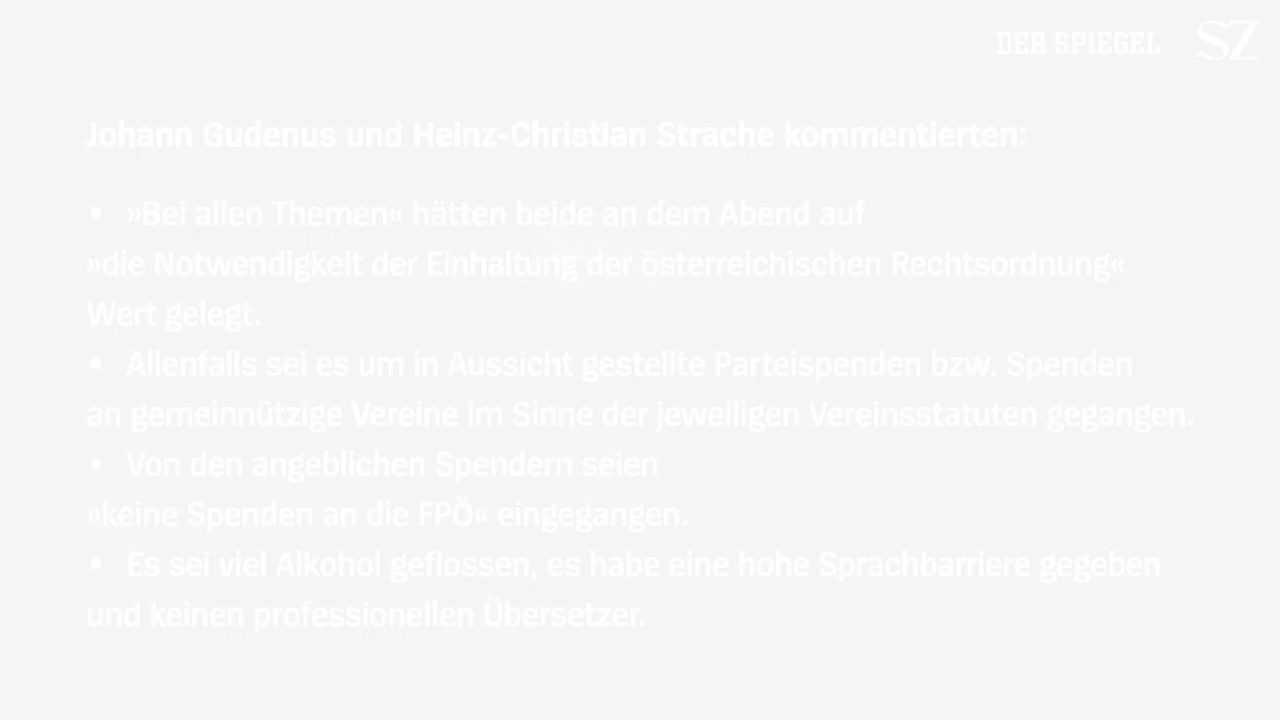 DER SPIEGEL SZ
Johann Gudenus und Heinz-Christian Strache kommentierten:
• »Bei allen Themen« hätten beide an dem Abend auf
»die Notwendigkeit der Einhaltung der österreichischen Rechtsordnung«
Wert gelegt.
• Allenfalls sei es um in Aussicht gestellte Parteispenden bzw. Spenden
an gemeinnützige Vereine im Sinne der jeweiligen Vereinsstatuten gegangen.
• Von den angeblichen Spendern seien
»keine Spenden an die FPÖ« eingegangen.
• Es sei viel Alkohol geflossen, es habe eine hohe Sprachbarriere gegeben
und keinen professionellen Übersetzer.